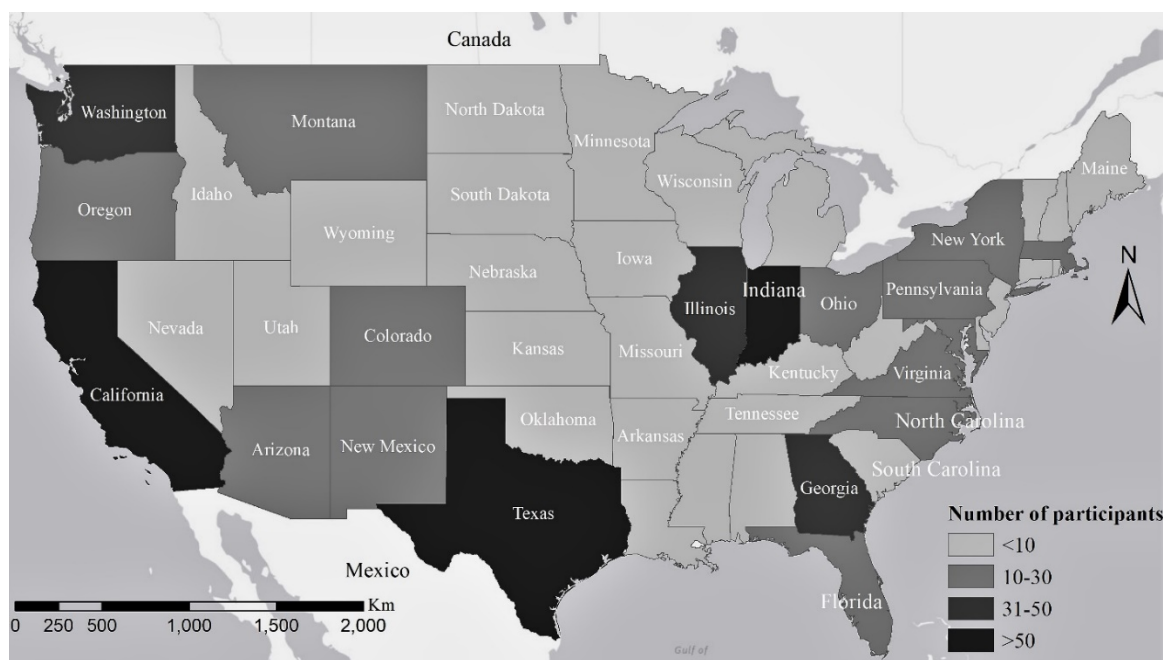 Canada
Washington
Montana
North Dakota
Minnesota
Maine
Idaho
Oregon
South Dakota
Wisconsin
Wyoming
New York
Nebraska
Iowa
N
Pennsylvania
Nevada
Utah
Colorado
Illinois
Indiana
Ohio
Kansas
Missouri
California
Kentucky
Virginia
Tennessee
Oklahoma
North Carolina
Arkansas
Arizona
New Mexico
South Carolina
Georgia
Texas
Mexico
Florida
Number of participants
<10
10-30
31-50
>50
Km
0 250 500 1,000 1,500 2,000
Gulf of